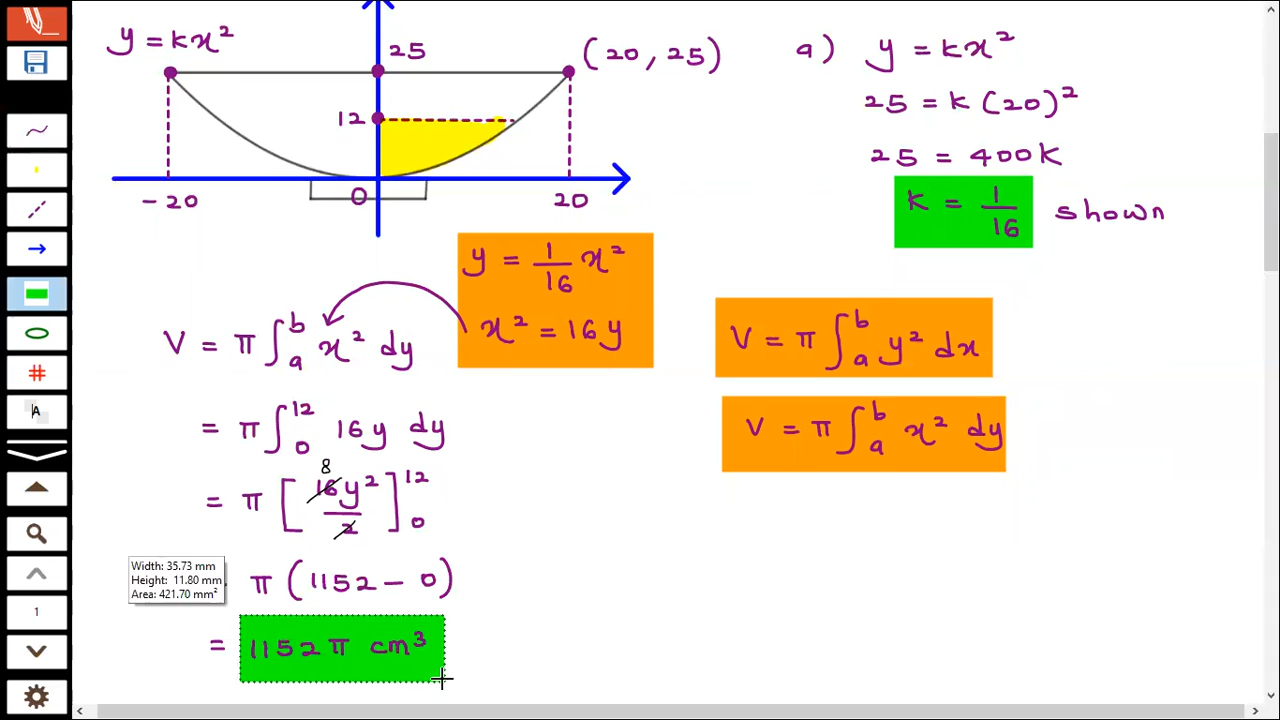 y = kx²
25
(20, 25)
12
-20
0
20
a) y = kx²
25 = k(20)²
25 = 400k
k = 1/16 shown
y = 1/16 x²
x² = 16y
V = π∫ₐᵇ x² dy
= π∫₀¹² 16y dy
8
= π[16y²/2]₀¹²
π(1152 - 0)
= 1152π cm³
V = π∫ₐᵇ y² dx
V = π∫ₐᵇ x² dy
Width: 35.73 mm
Height: 11.80 mm
Area: 421.70 mm²
A
1